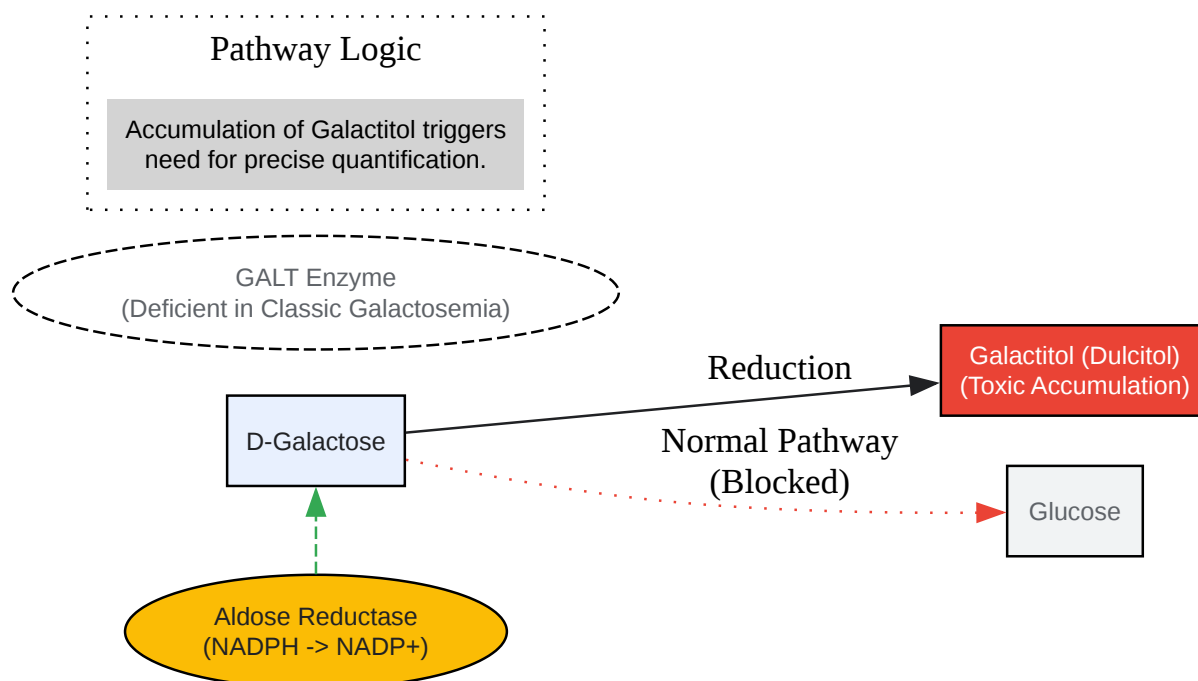 Pathway Logic
Accumulation of Galactitol triggers
need for precise quantification.
GALT Enzyme
(Deficient in Classic Galactosemia)
Reduction
Galactitol (Dulcitol)
(Toxic Accumulation)
D-Galactose
Normal Pathway
(Blocked)
Glucose
Aldose Reductase
(NADPH -> NADP+)